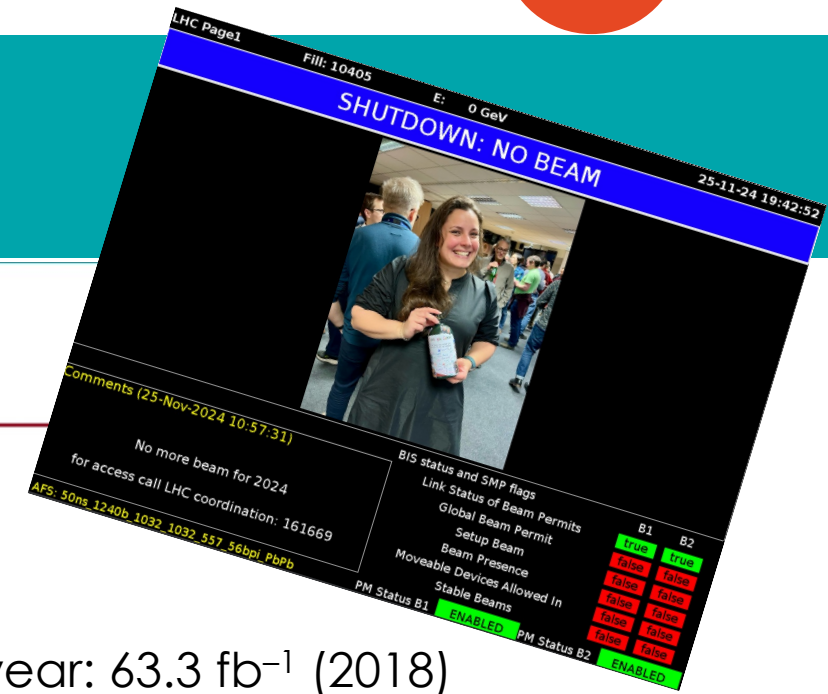 LHC Page1 Fill: 10405 E: 0 GeV 25-11-24 19:42:52
SHUTDOWN: NO BEAM
Comments (25-Nov-2024 10:57:31)
No more beam for 2024
for access call LHC coordination: 161669
AFS: 50ns_1240b_1032_1032_557_56bpi_PbPb
BIS status and SMP flags B1 B2
Link Status of Beam Permits true true
Global Beam Permit false false
Setup Beam false false
Beam Presence false false
Moveable Devices Allowed In false false
Stable Beams false false
PM Status B1 ENABLED PM Status B2 ENABLED
year: 63.3 fb⁻¹ (2018)